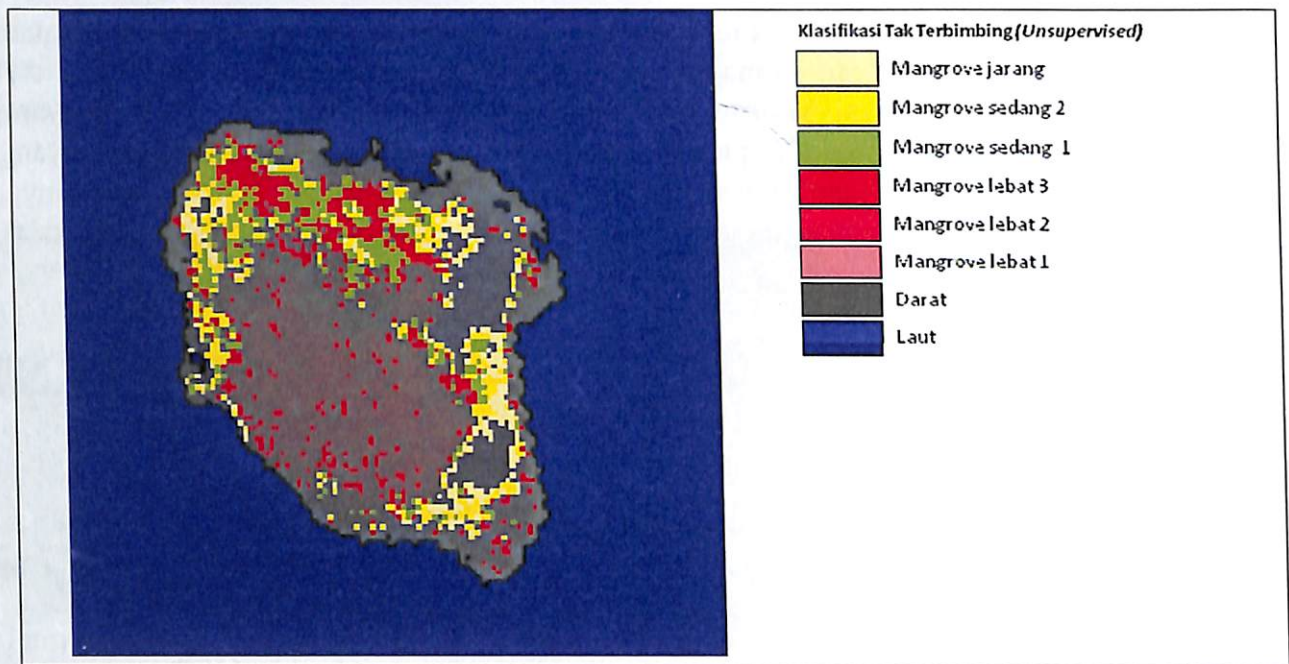 Klasifikasi Tak Terbimbing (Unsupervised)
Mangrove jarang
Mangrove sedang 2
Mangrove sedang 1
Mangrove lebat 3
Mangrove lebat 2
Mangrove lebat 1
Darat
Laut